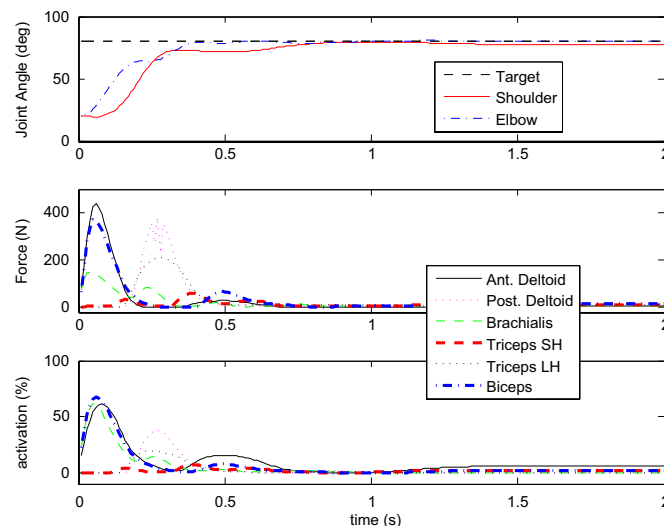 100
50
0
Joint Angle (deg)
Target
Shoulder
Elbow
0 0.5 1 1.5 2
400
200
0
Force (N)
Ant. Deltoid
Post. Deltoid
Brachialis
Triceps SH
Triceps LH
Biceps
0 0.5 1 1.5 2
100
50
0
activation (%)
0 0.5 1 1.5 2
time (s)